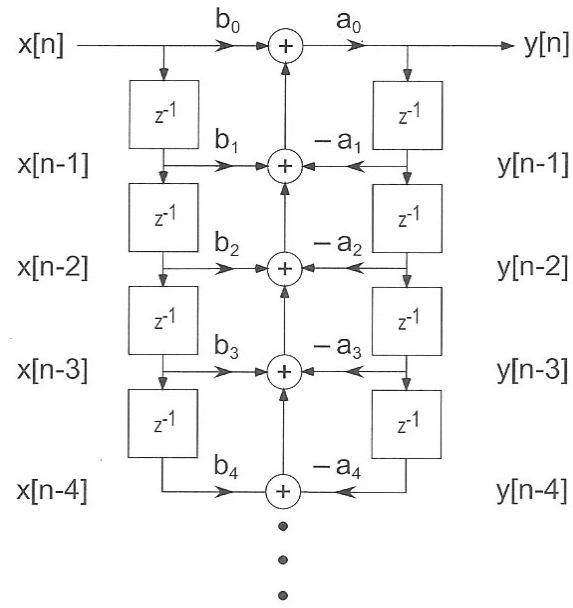 x[n] b₀ + a₀ y[n]
z⁻¹ z⁻¹
x[n-1] b₁ + −a₁ y[n-1]
z⁻¹ z⁻¹
x[n-2] b₂ + −a₂ y[n-2]
z⁻¹ z⁻¹
x[n-3] b₃ + −a₃ y[n-3]
z⁻¹ z⁻¹
x[n-4] b₄ + −a₄ y[n-4]